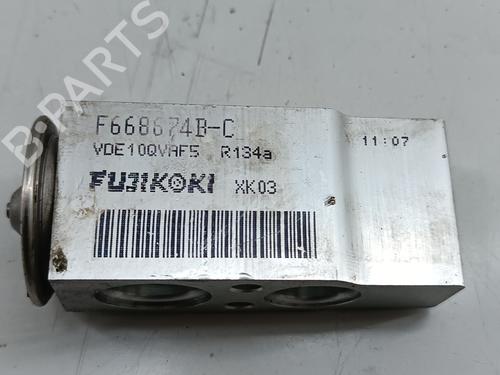 F668674B-C
11:07
VDE10QVAF5 R134a
FUJIKOKI XK03
B-PARTS